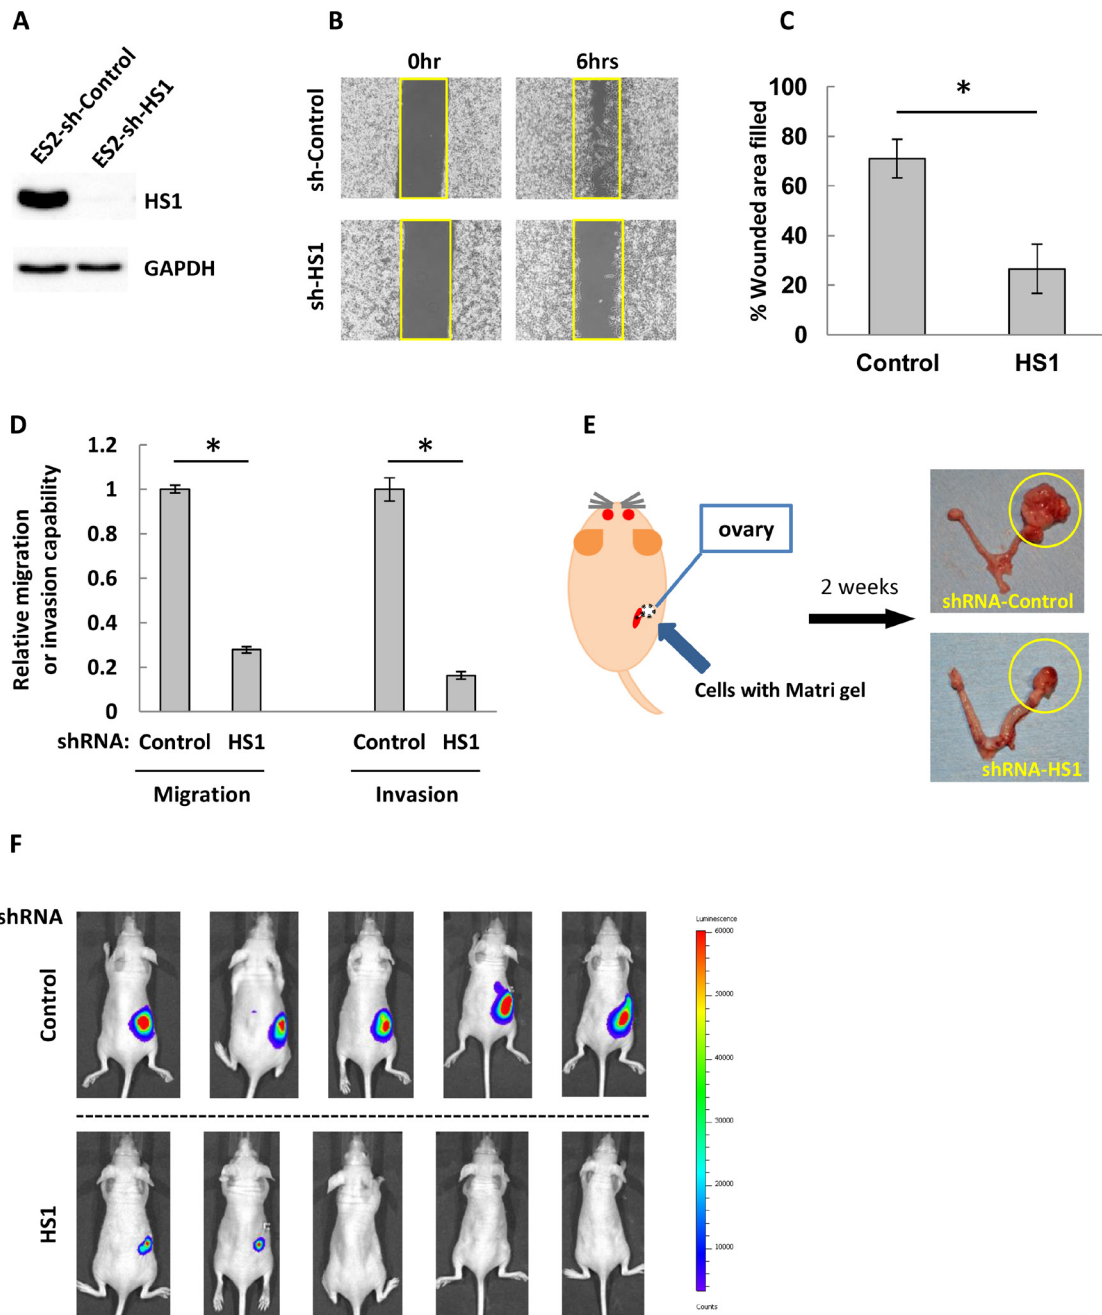 A
ES2-sh-Control
ES2-sh-HS1
HS1
GAPDH
B
0hr
6hrs
sh-Control
sh-HS1
C
% Wounded area filled
100
80
60
40
20
0
*
Control
HS1
D
Relative migration
or invasion capability
1.2
1
0.8
0.6
0.4
0.2
0
*
*
shRNA: Control HS1 Control HS1
Migration
Invasion
E
ovary
Cells with Matri gel
2 weeks
shRNA-Control
shRNA-HS1
F
shRNA
Control
HS1
Luminescence
60000
50000
40000
30000
20000
10000
Counts